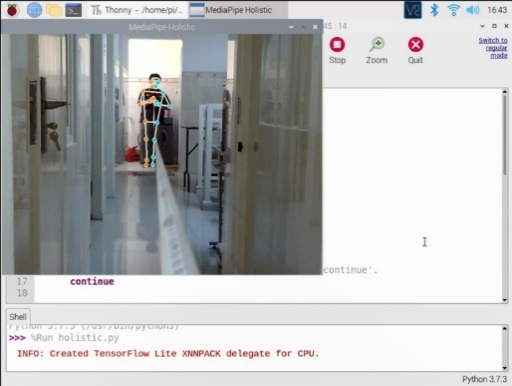 Thonny - /home/pi/...
MediaPipe Holistic
16:43
MediaPipe Holistic
45:14
Stop
Zoom
Quit
Switch to
regular
mode
continue'.
17 continue
18
Shell
Python 3.7.3 (/usr/bin/python3)
>>> %Run holistic.py
INFO: Created TensorFlow Lite XNNPACK delegate for CPU.
Python 3.7.3